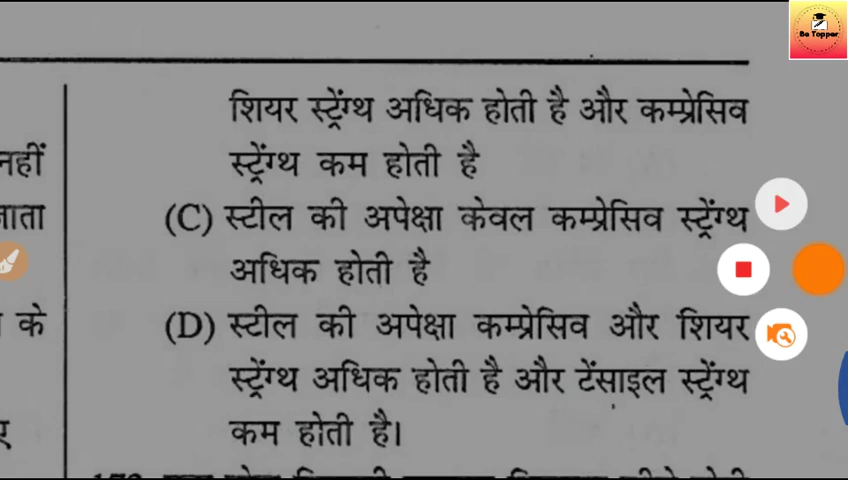 Be Topper
शियर स्ट्रेंग्थ अधिक होती है और कम्प्रेसिव
नहीं
स्ट्रेंग्थ कम होती है
जाता
(C) स्टील की अपेक्षा केवल कम्प्रेसिव स्ट्रेंग्थ
अधिक होती है
के
(D) स्टील की अपेक्षा कम्प्रेसिव और शियर
स्ट्रेंग्थ अधिक होती है और टेंसाइल स्ट्रेंग्थ
कम होती है।